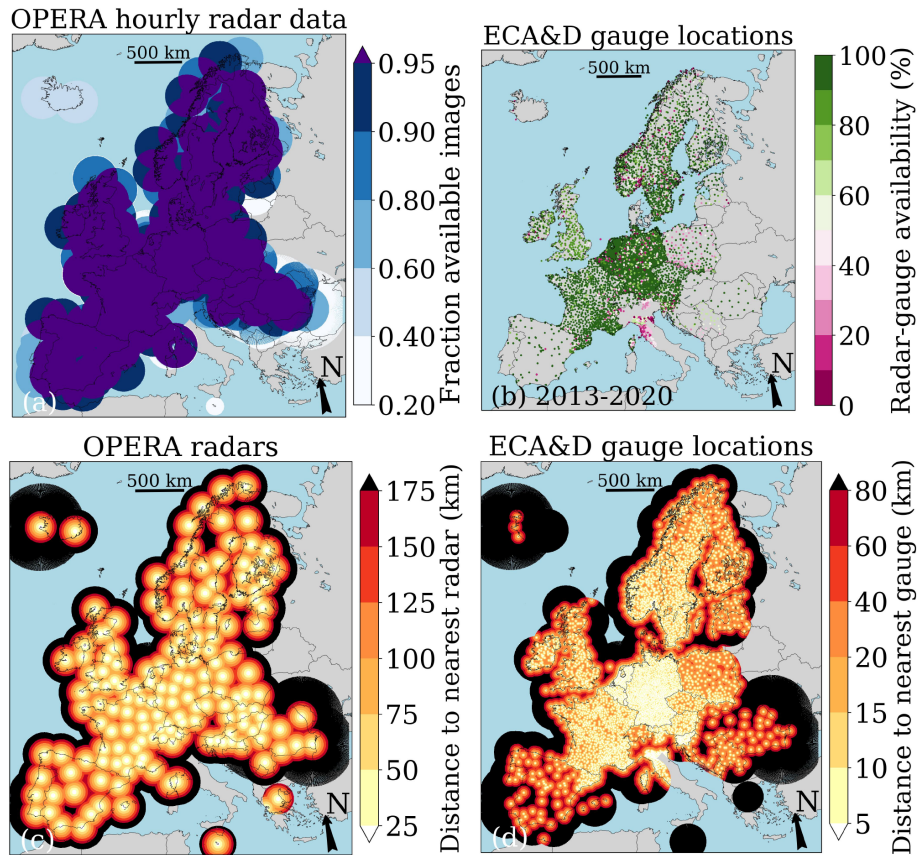 OPERA hourly radar data
500 km
N
(a)
0.95
0.90
0.80
0.60
0.40
0.20
Fraction available images
ECA&D gauge locations
500 km
N
(b) 2013-2020
100
80
60
40
20
0
Radar-gauge availability (%)
OPERA radars
500 km
N
(c)
175
150
125
100
75
50
25
Distance to nearest radar (km)
ECA&D gauge locations
500 km
N
(d)
80
60
40
20
15
10
5
Distance to nearest gauge (km)